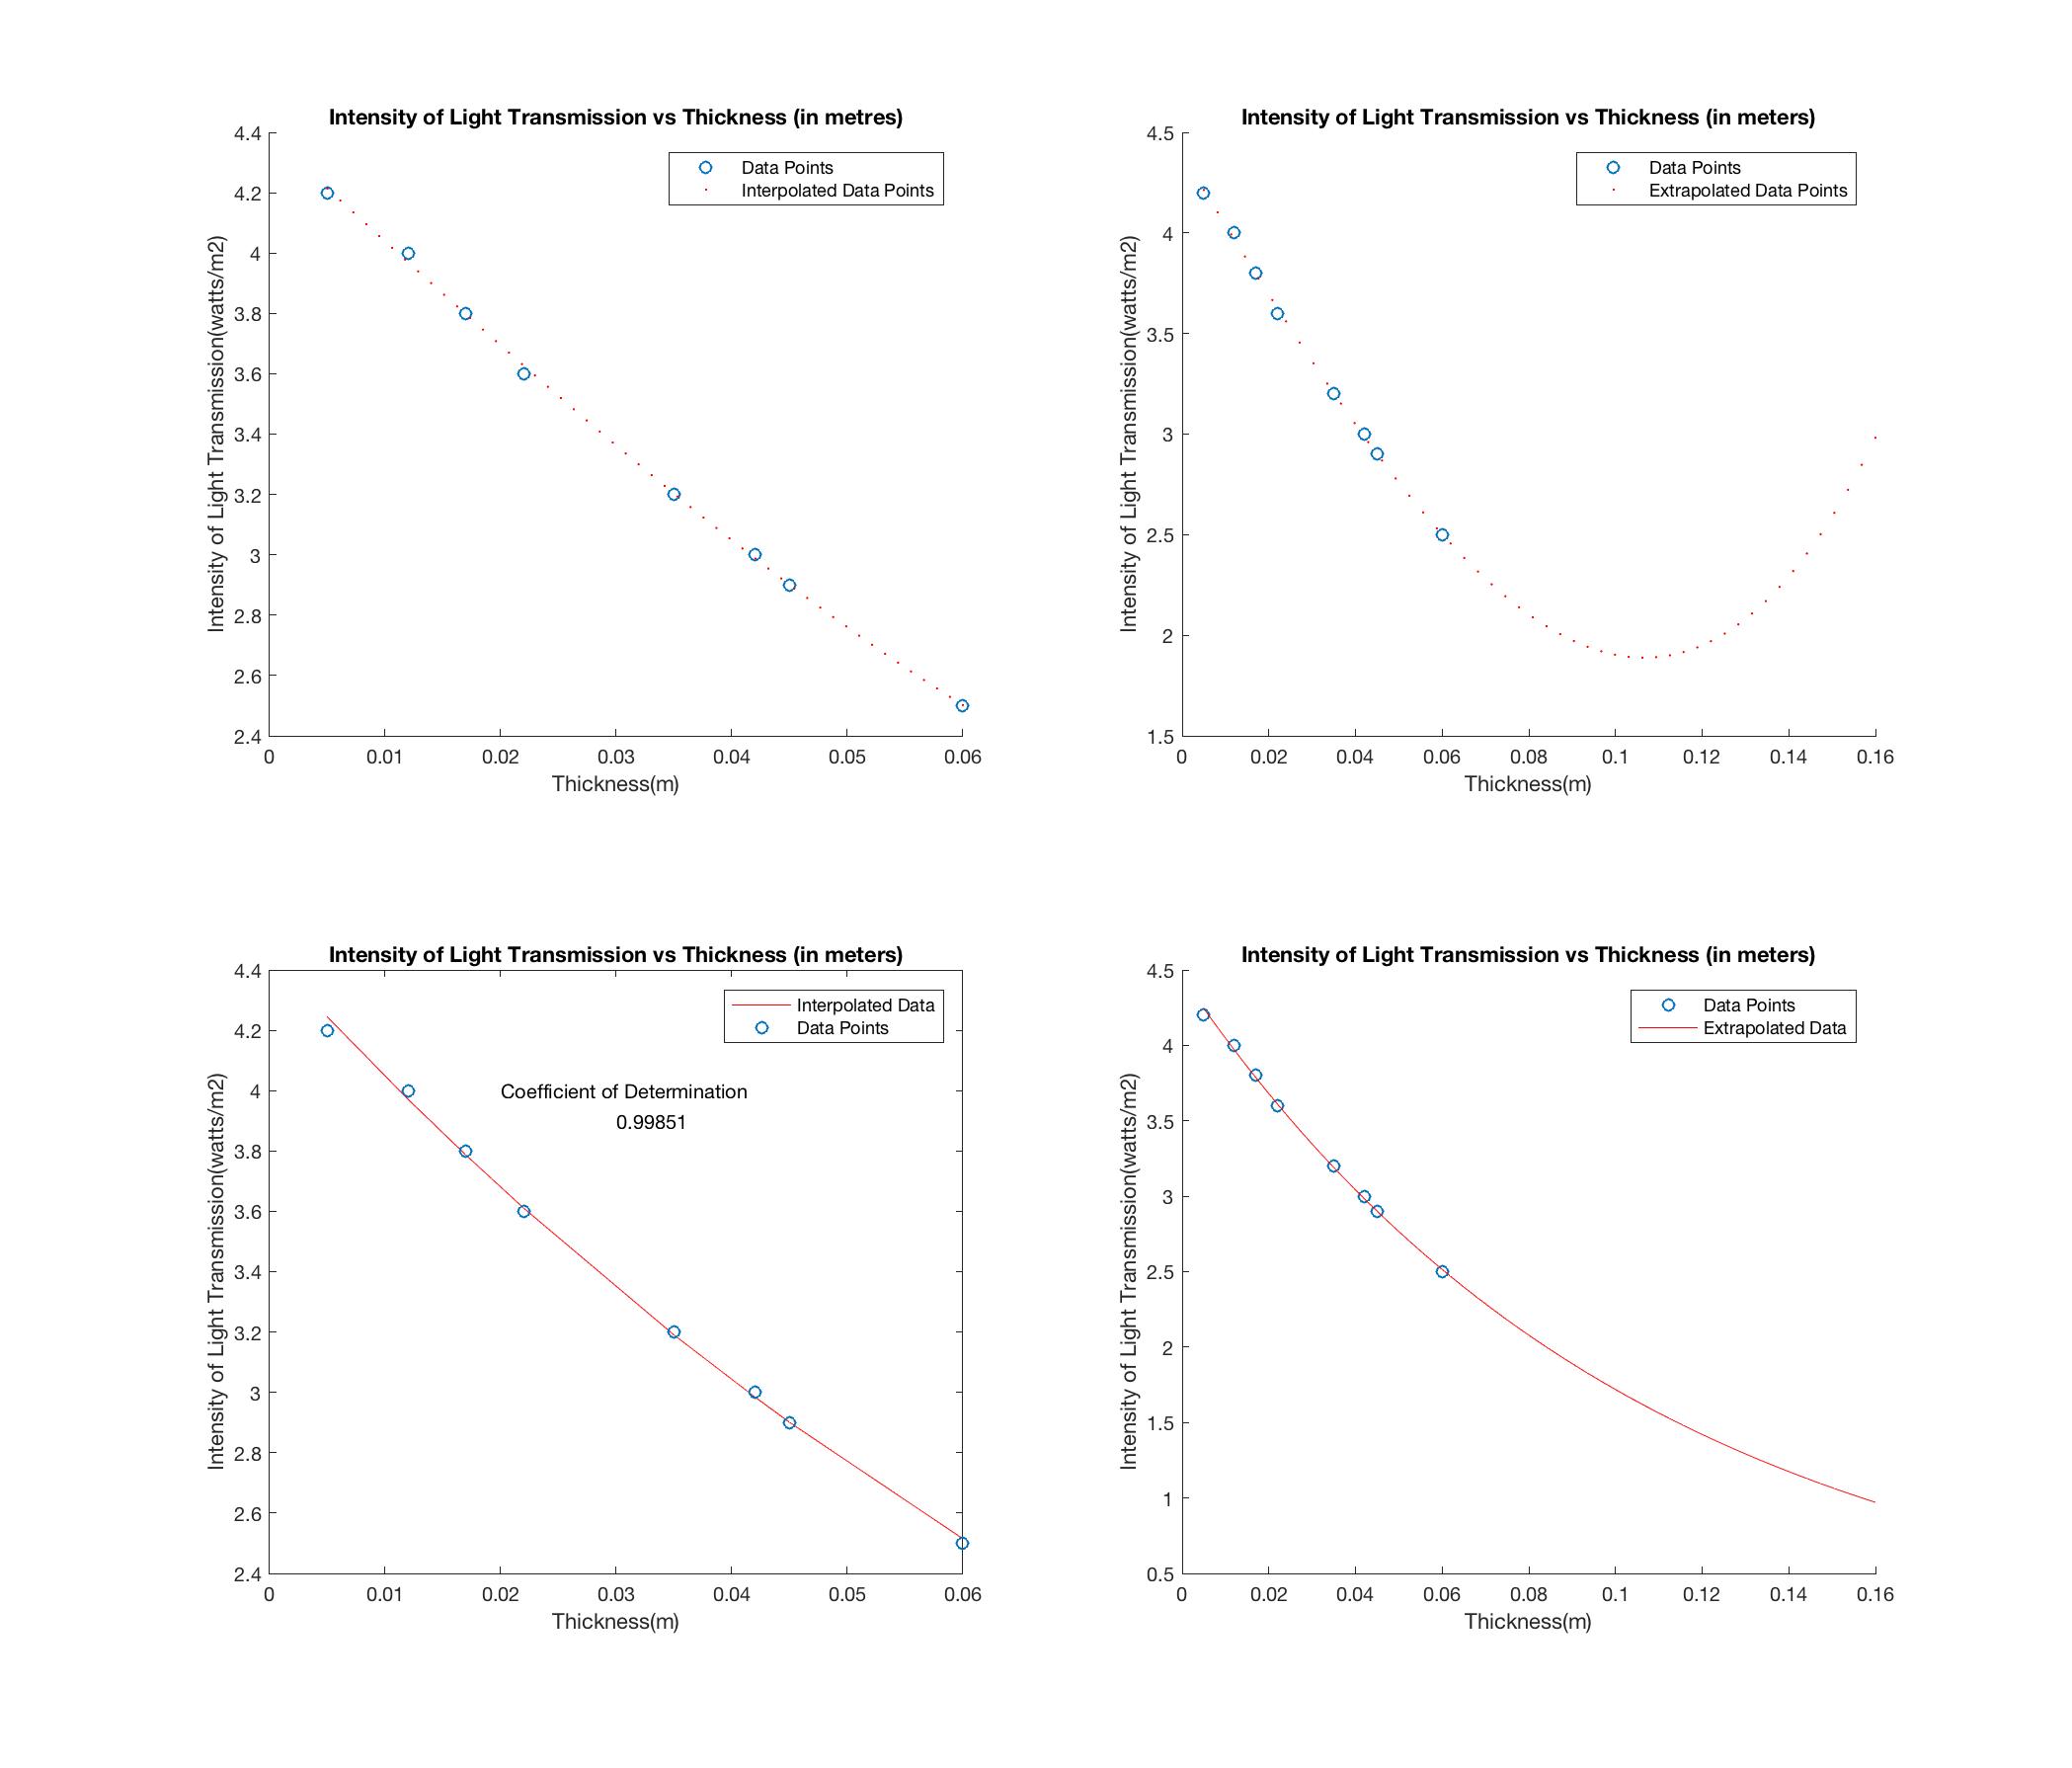 Intensity of Light Transmission vs Thickness (in metres)
4.4
4.2
4
3.8
3.6
3.4
3.2
3
2.8
2.6
2.4
Intensity of Light Transmission(watts/m2)
Data Points
Interpolated Data Points
0 0.01 0.02 0.03 0.04 0.05 0.06
Thickness(m)
Intensity of Light Transmission vs Thickness (in meters)
4.5
4
3.5
3
2.5
2
1.5
Intensity of Light Transmission(watts/m2)
Data Points
Extrapolated Data Points
0 0.02 0.04 0.06 0.08 0.1 0.12 0.14 0.16
Thickness(m)
Intensity of Light Transmission vs Thickness (in meters)
4.4
4.2
4
3.8
3.6
3.4
3.2
3
2.8
2.6
2.4
Intensity of Light Transmission(watts/m2)
Interpolated Data
Data Points
Coefficient of Determination
0.99851
0 0.01 0.02 0.03 0.04 0.05 0.06
Thickness(m)
Intensity of Light Transmission vs Thickness (in meters)
4.5
4
3.5
3
2.5
2
1.5
1
0.5
Intensity of Light Transmission(watts/m2)
Data Points
Extrapolated Data
0 0.02 0.04 0.06 0.08 0.1 0.12 0.14 0.16
Thickness(m)